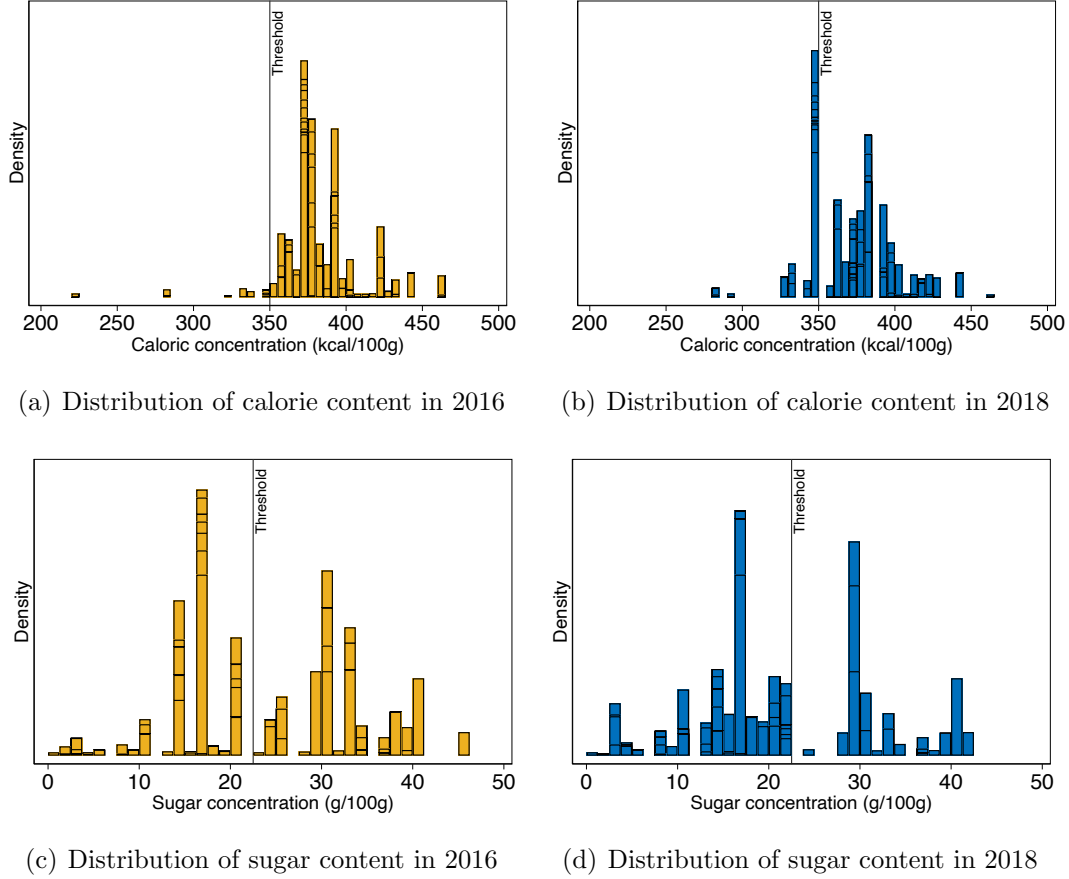 Threshold
Density
200 250 300 350 400 450 500
Caloric concentration (kcal/100g)
(a) Distribution of calorie content in 2016
Threshold
Density
200 250 300 350 400 450 500
Caloric concentration (kcal/100g)
(b) Distribution of calorie content in 2018
Threshold
Density
0 10 20 30 40 50
Sugar concentration (g/100g)
(c) Distribution of sugar content in 2016
Threshold
Density
0 10 20 30 40 50
Sugar concentration (g/100g)
(d) Distribution of sugar content in 2018